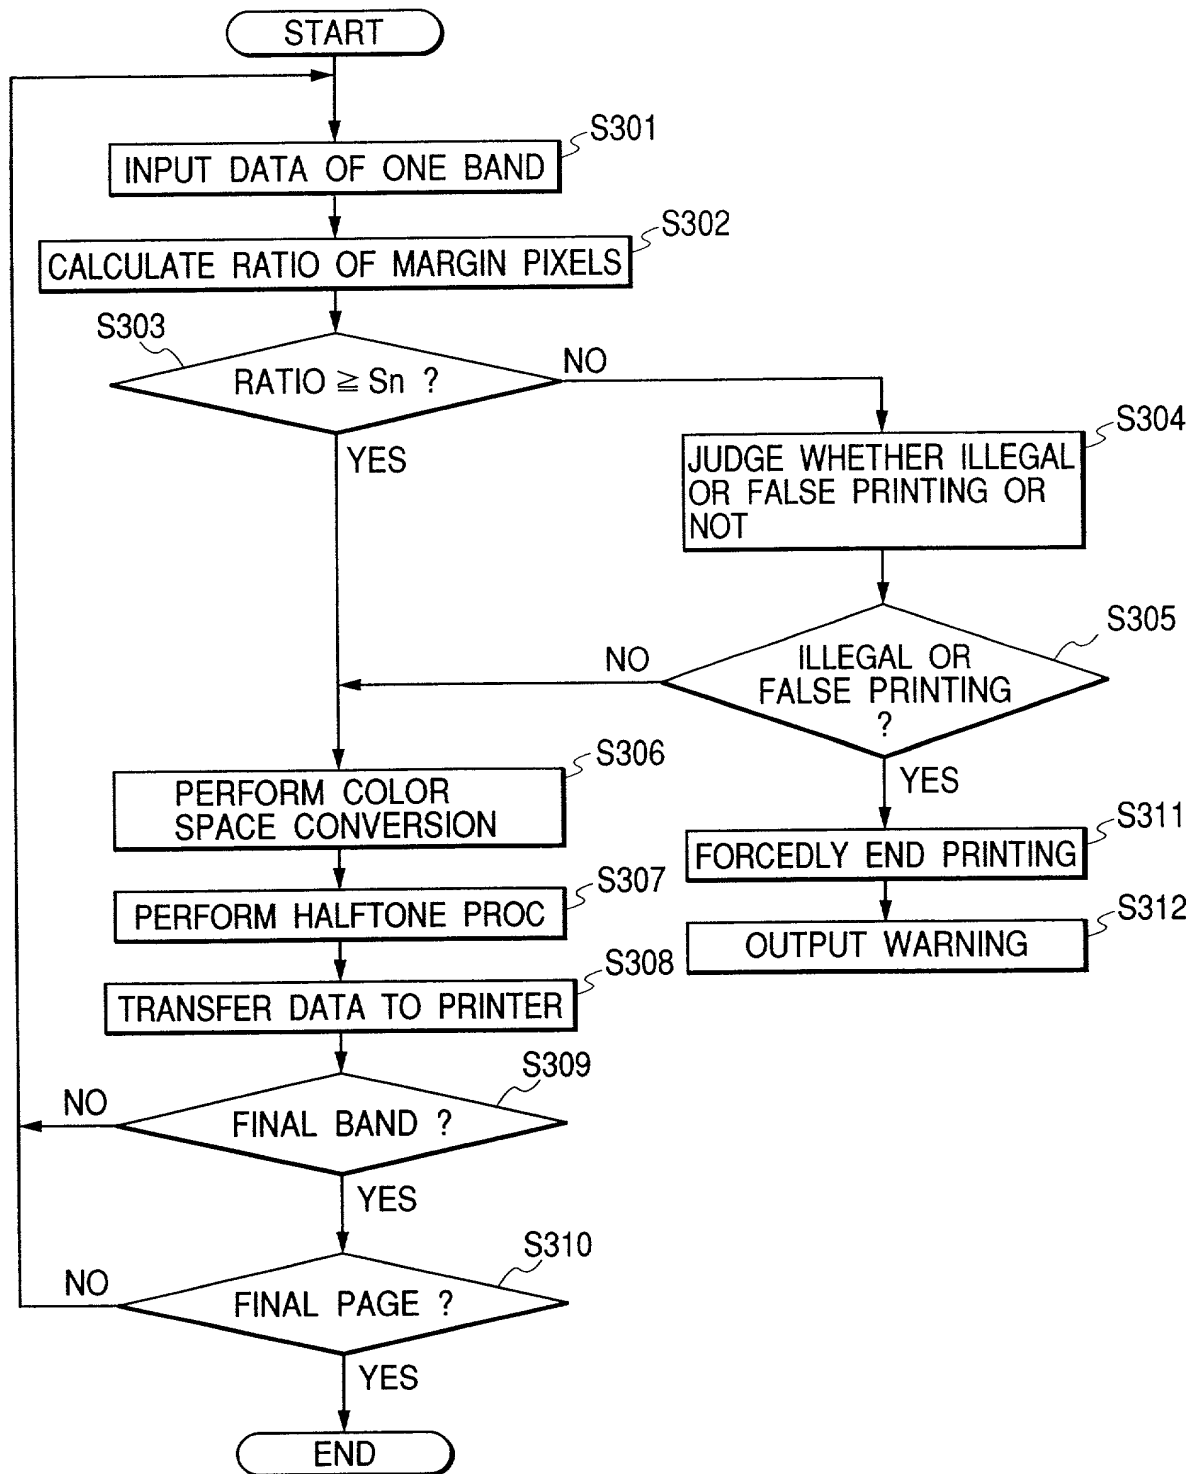 START
S301
INPUT DATA OF ONE BAND
S302
CALCULATE RATIO OF MARGIN PIXELS
S303
RATIO ≧ Sn ?
NO
YES
S304
JUDGE WHETHER ILLEGAL
OR FALSE PRINTING OR
NOT
S305
ILLEGAL OR
FALSE PRINTING
?
NO
YES
S306
PERFORM COLOR
SPACE CONVERSION
S311
FORCEDLY END PRINTING
S307
PERFORM HALFTONE PROC
S312
OUTPUT WARNING
S308
TRANSFER DATA TO PRINTER
S309
FINAL BAND ?
NO
YES
S310
FINAL PAGE ?
NO
YES
END